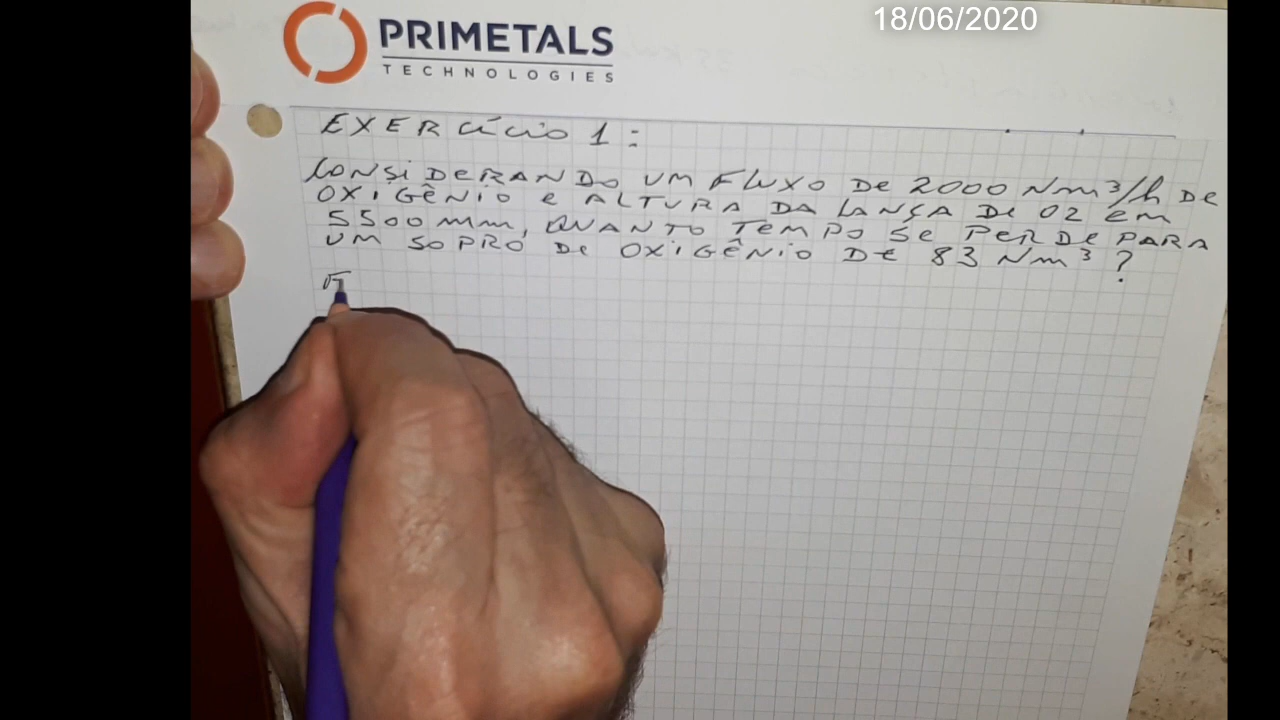 18/06/2020
PRIMETALS
TECHNOLOGIES
EXERCÍCIO 1:
CONSIDERANDO UM FLUXO DE 2000 Nm³/h DE
OXIGÊNIO E ALTURA DA LANÇA DE O2 EM
5500 mm, QUANTO TEMPO SE PERDE PARA
UM SOPRO DE OXIGÊNIO DE 83 Nm³?